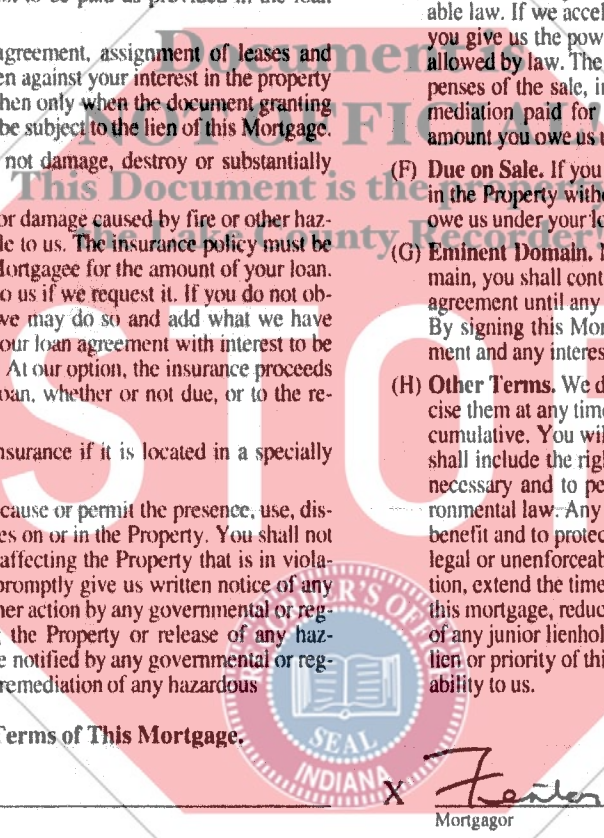 to be paid as provided in the loan
agreement, assignment of leases and
en against your interest in the property
hen only when the document granting
be subject to the lien of this Mortgage.
not damage, destroy or substantially
or damage caused by fire or other haz-
le to us. The insurance policy must be
Mortgagee for the amount of your loan.
o us if we request it. If you do not ob-
we may do so and add what we have
our loan agreement with interest to be
At our option, the insurance proceeds
oan, whether or not due, or to the re-
nsurance if it is located in a specially
cause or permit the presence, use, dis-
es on or in the Property. You shall not
affecting the Property that is in viola-
promptly give us written notice of any
her action by any governmental or reg-
the Property or release of any haz-
e notified by any governmental or reg-
remediation of any hazardous
Terms of This Mortgage.
able law. If we accel
you give us the pow
allowed by law. The
penses of the sale, in
mediation paid for
amount you owe us u
(F) Due on Sale. If you
in the Property witho
owe us under your lo
(G) Eminent Domain.
main, you shall cont
agreement until any
By signing this Mor
ment and any interes
(H) Other Terms. We d
cise them at any time
cumulative. You wil
shall include the righ
necessary and to pe
ronmental law. Any
benefit and to protec
legal or unenforceab
tion, extend the time
this mortgage, reduc
of any junior lienhol
lien or priority of thi
ability to us.
X
Mortgagor
Document is
NOT OFFICIAL!
This Document is the
the Lake County Recorder
STO
RECORDER'S OFFICE
SEAL
INDIANA